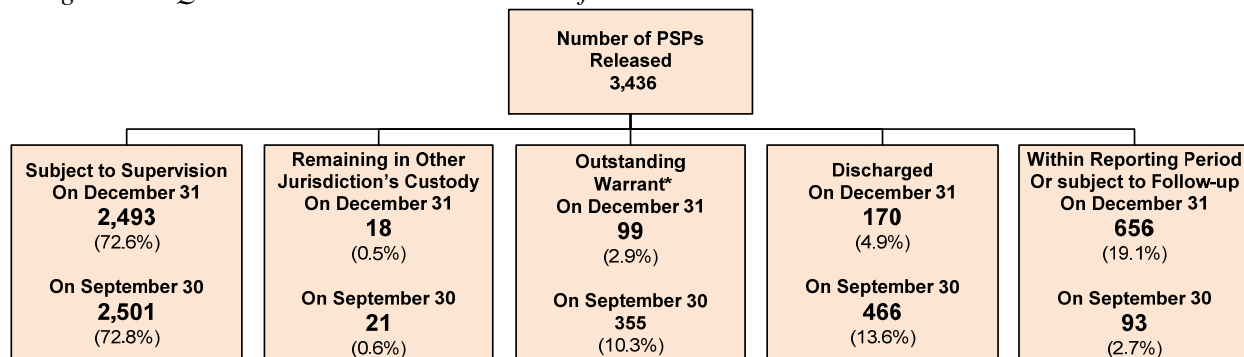 Number of PSPs
Released
3,436
Subject to Supervision
On December 31
2,493
(72.6%)
On September 30
2,501
(72.8%)
Remaining in Other
Jurisdiction's Custody
On December 31
18
(0.5%)
On September 30
21
(0.6%)
Outstanding
Warrant*
On December 31
99
(2.9%)
On September 30
355
(10.3%)
Discharged
On December 31
170
(4.9%)
On September 30
466
(13.6%)
Within Reporting Period
Or subject to Follow-up
On December 31
656
(19.1%)
On September 30
93
(2.7%)